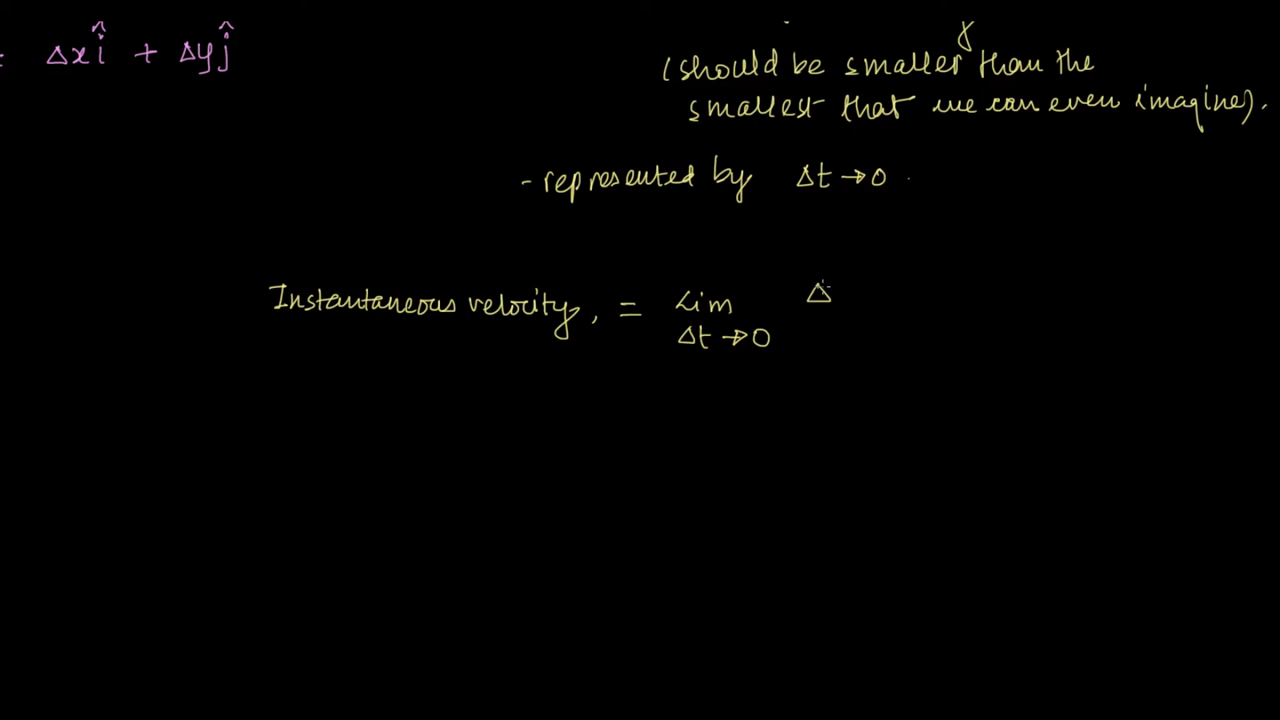 Δxî + Δyĵ
(should be smaller than the
smallest that we can even imagine).
- represented by Δt→0
Instantaneous velocity, = Lim Δ
Δt→0